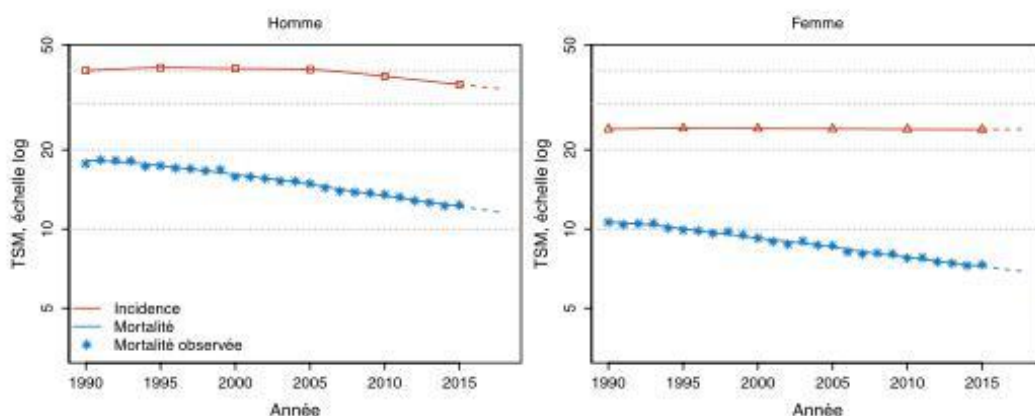 Homme
Femme
TSM, échelle log
50
20
10
5
Incidence
Mortalité
Mortalité observée
1990 1995 2000 2005 2010 2015
Année
TSM, échelle log
50
20
10
5
1990 1995 2000 2005 2010 2015
Année